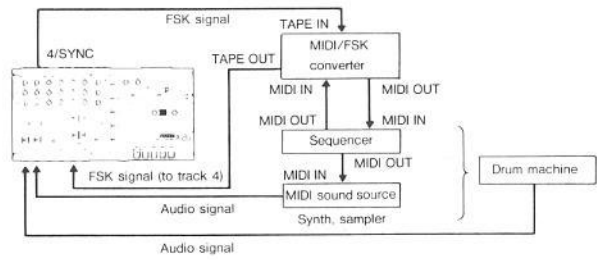 FSK signal
TAPE IN
4/SYNC
TAPE OUT
MIDI/FSK
converter
MIDI IN
MIDI OUT
MIDI OUT
MIDI IN
Sequencer
MIDI OUT
MIDI IN
FSK signal (to track 4)
MIDI sound source
Drum machine
Audio signal
Synth, sampler
Audio signal